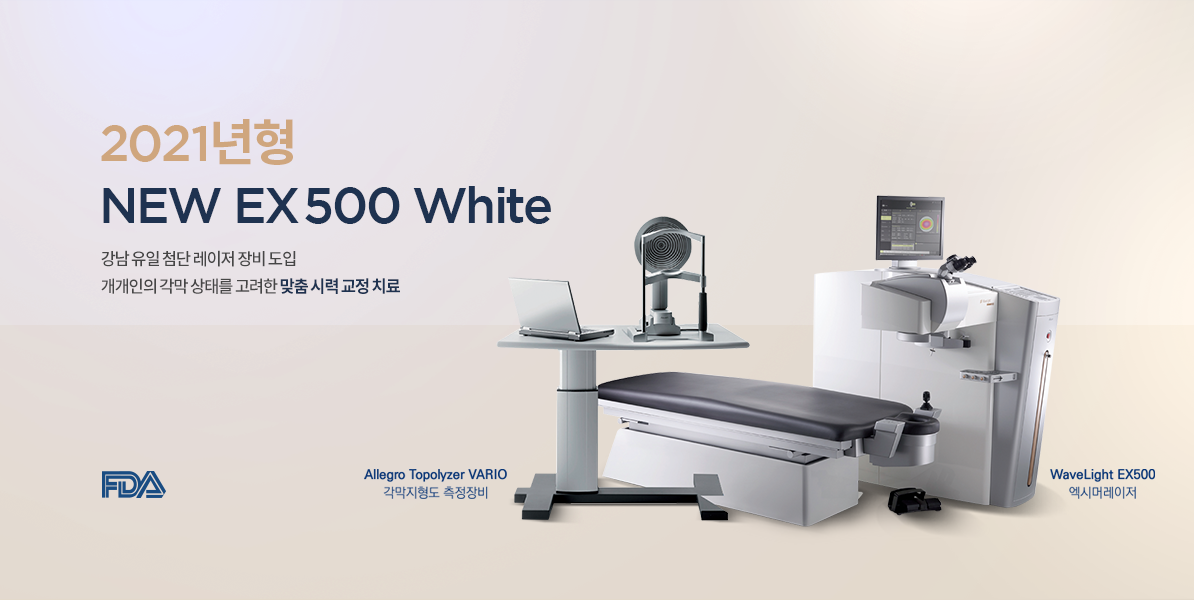 2021년형
NEW EX500 White
강남 유일 첨단 레이저 장비 도입
개개인의 각막 상태를 고려한 맞춤 시력 교정 치료
FDA
Allegro Topolyzer VARIO
각막지형도 측정장비
WaveLight EX500
엑시머레이저